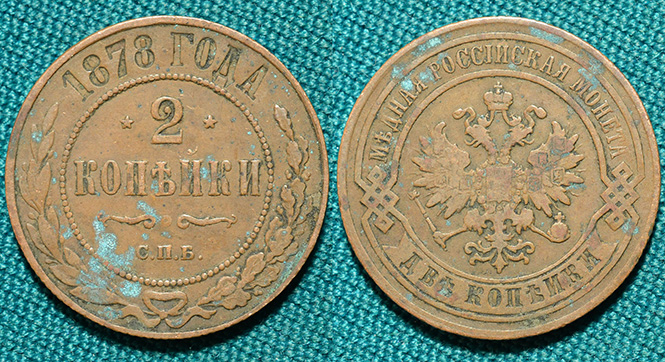 1878 ГОДА
2
КОПѢЙКИ
С.П.Б.
МѢДНАЯ РОССІЙСКАЯ МОНЕТА
ДВѢ КОПѢЙКИ